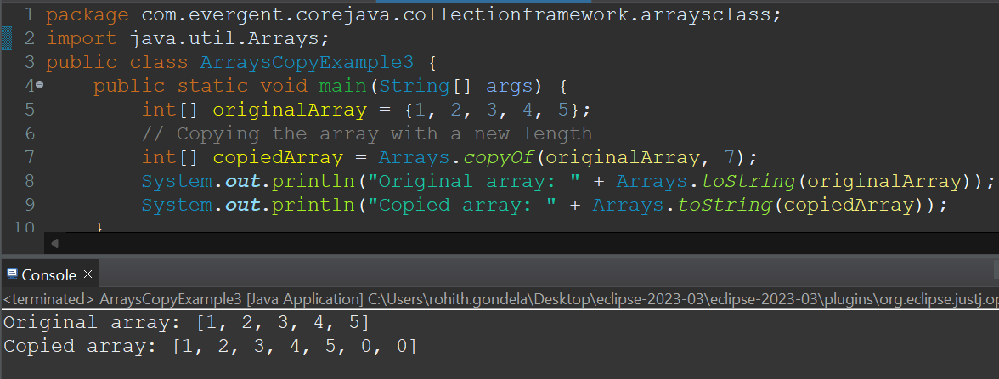 1 package com.evergent.corejava.collectionframework.arraysclass;
2 import java.util.Arrays;
3 public class ArraysCopyExample3 {
4 public static void main(String[] args) {
5 int[] originalArray = {1, 2, 3, 4, 5};
6 // Copying the array with a new length
7 int[] copiedArray = Arrays.copyOf(originalArray, 7);
8 System.out.println("Original array: " + Arrays.toString(originalArray));
9 System.out.println("Copied array: " + Arrays.toString(copiedArray));
10 }
Console ×
<terminated> ArraysCopyExample3 [Java Application] C:\Users\rohith.gondela\Desktop\eclipse-2023-03\eclipse-2023-03\plugins\org.eclipse.justj.op
Original array: [1, 2, 3, 4, 5]
Copied array: [1, 2, 3, 4, 5, 0, 0]